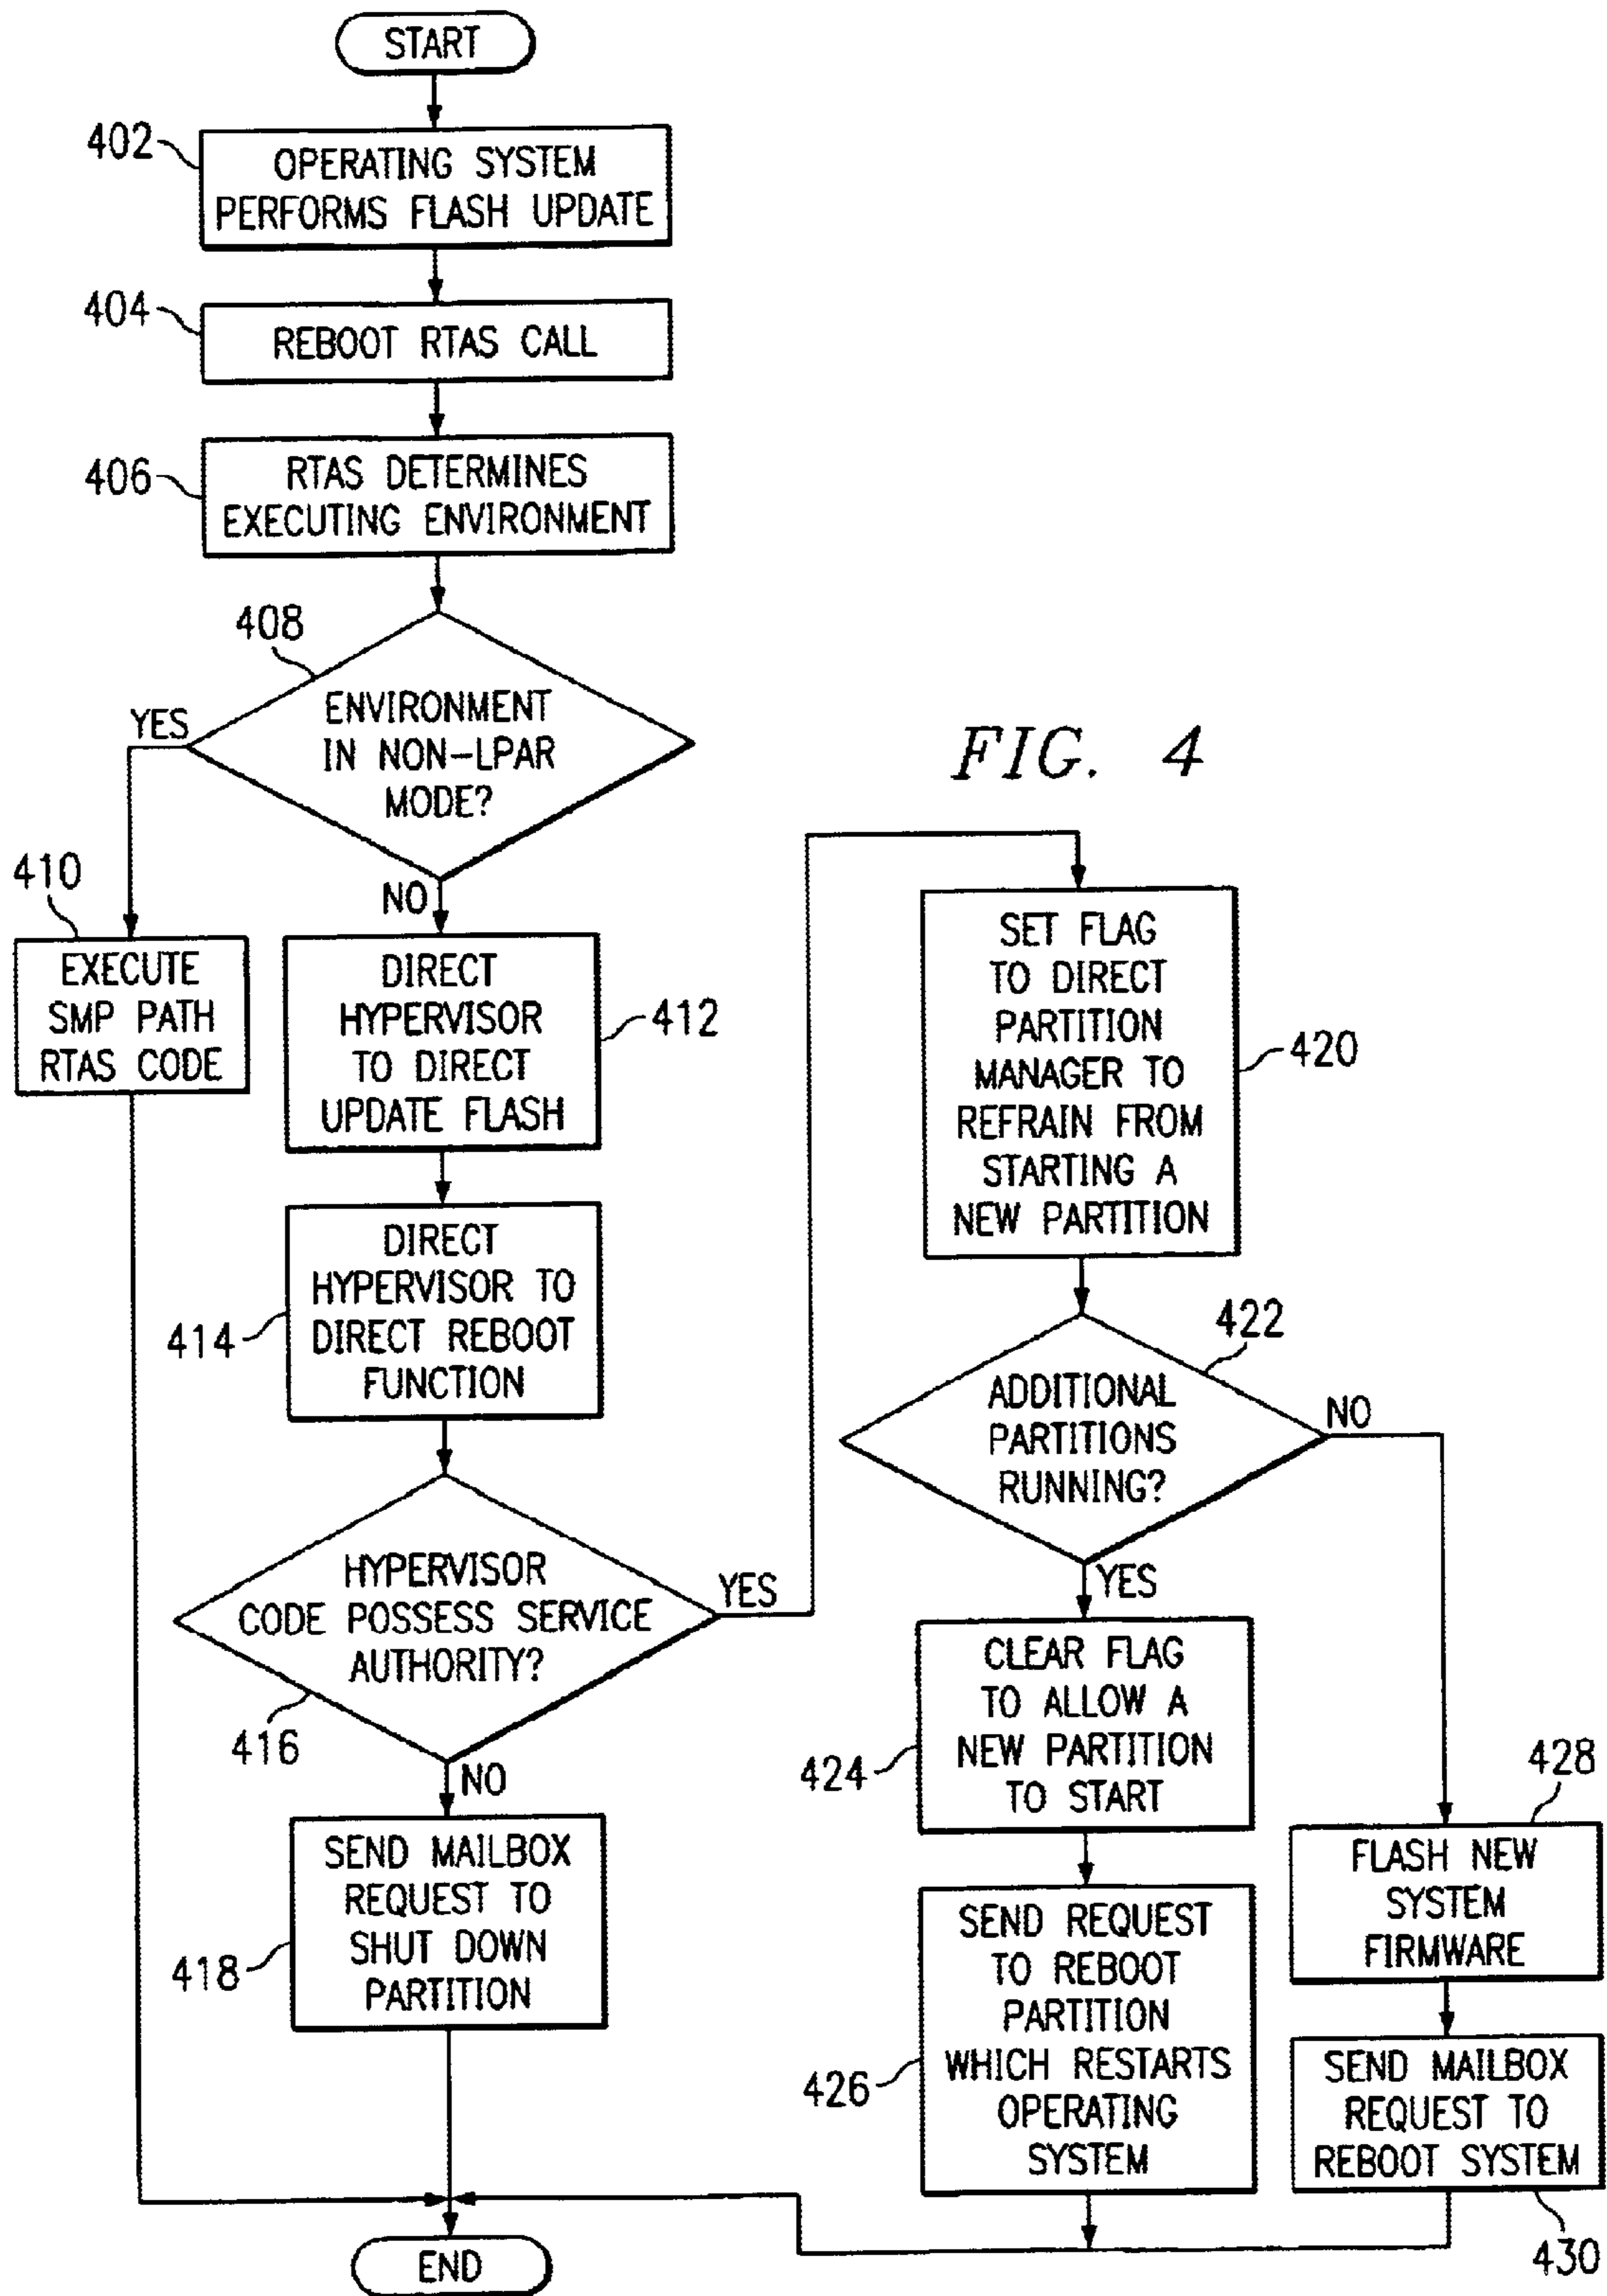 START
402
OPERATING SYSTEM
PERFORMS FLASH UPDATE
404
REBOOT RTAS CALL
406
RTAS DETERMINES
EXECUTING ENVIRONMENT
408
ENVIRONMENT
IN NON-LPAR
MODE?
YES
NO
410
EXECUTE
SMP PATH
RTAS CODE
DIRECT
HYPERVISOR
TO DIRECT
UPDATE FLASH
412
DIRECT
HYPERVISOR TO
DIRECT REBOOT
FUNCTION
414
HYPERVISOR
CODE POSSESS SERVICE
AUTHORITY?
416
YES
NO
SEND MAILBOX
REQUEST TO
SHUT DOWN
PARTITION
418
END
FIG. 4
SET FLAG
TO DIRECT
PARTITION
MANAGER TO
REFRAIN FROM
STARTING A
NEW PARTITION
420
422
ADDITIONAL
PARTITIONS
RUNNING?
NO
YES
CLEAR FLAG
TO ALLOW A
NEW PARTITION
TO START
424
SEND REQUEST
TO REBOOT
PARTITION
WHICH RESTARTS
OPERATING
SYSTEM
426
428
FLASH NEW
SYSTEM
FIRMWARE
SEND MAILBOX
REQUEST TO
REBOOT SYSTEM
430